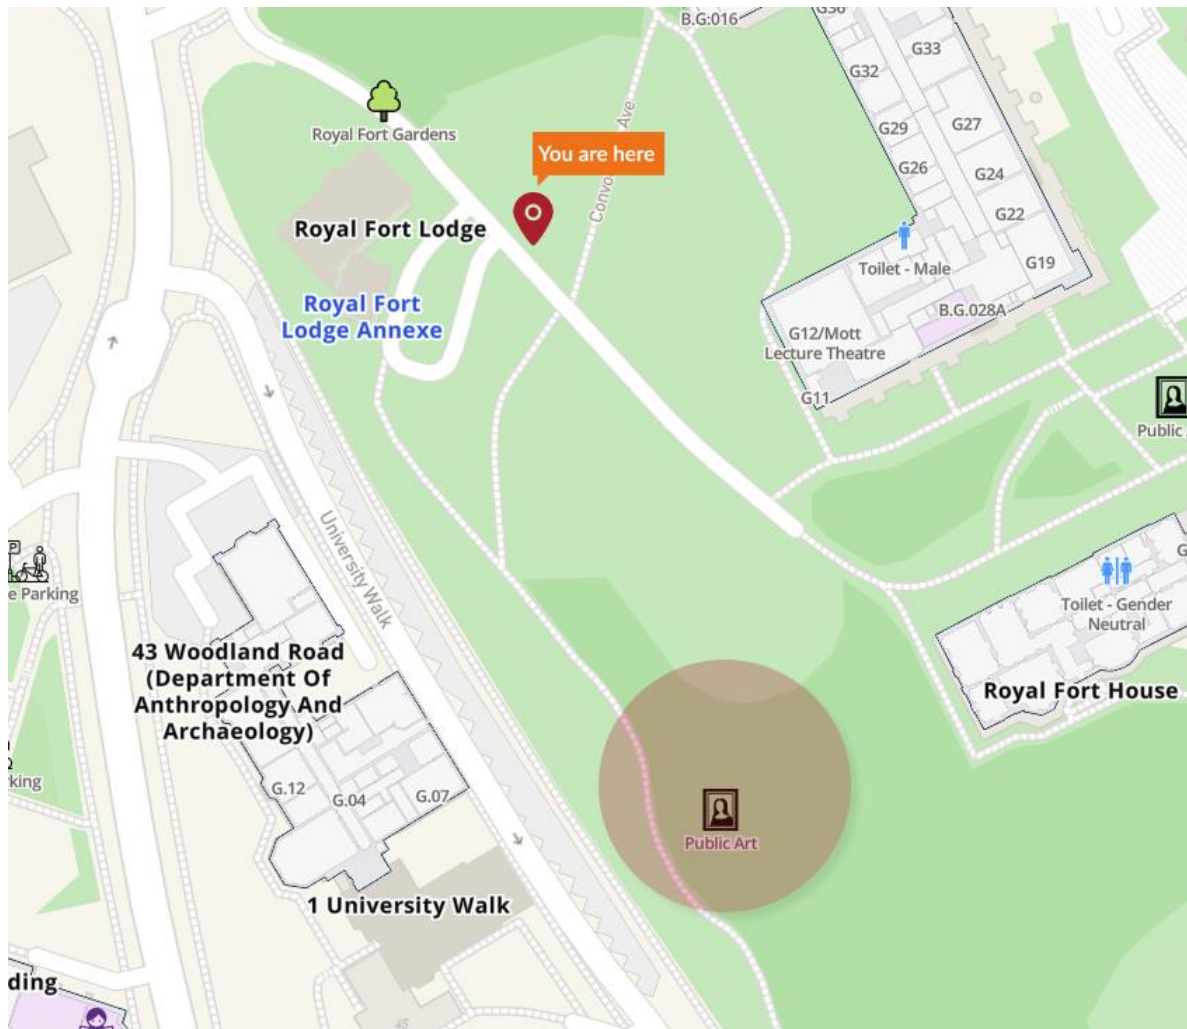 B.G:016
G36
G33
G32
Royal Fort Gardens
G29
G27
You are here
G26
G24
Ave
G22
Royal Fort Lodge
G19
Toilet - Male
Royal Fort
Lodge Annexe
B.G.028A
G12/Mott
Lecture Theatre
G11
Public
University Walk
e Parking
Toilet - Gender
Neutral
43 Woodland Road
(Department Of
Anthropology And
Archaeology)
Royal Fort House
G.12
G.04
G.07
Public Art
1 University Walk
ding
45